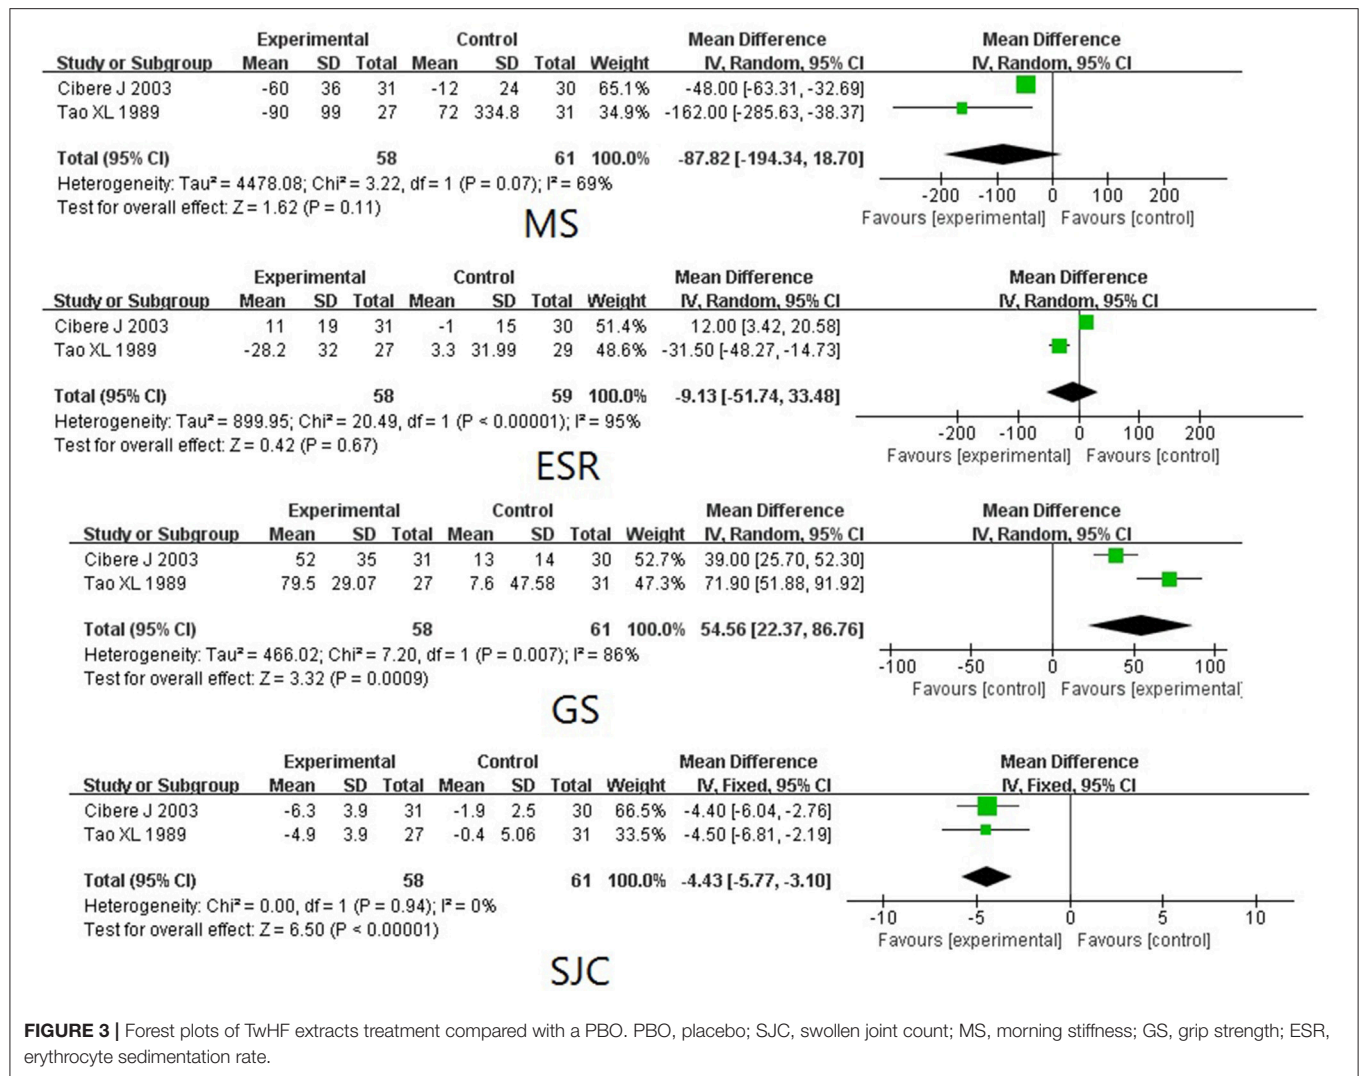 Experimental Control Mean Difference Mean Difference
Study or Subgroup Mean SD Total Mean SD Total Weight IV, Random, 95% CI IV, Random, 95% CI
Cibere J 2003 -60 36 31 -12 24 30 65.1% -48.00 [-63.31, -32.69]
Tao XL 1989 -90 99 27 72 334.8 31 34.9% -162.00 [-285.63, -38.37]
Total (95% CI) 58 61 100.0% -87.82 [-194.34, 18.70]
Heterogeneity: Tau² = 4478.08; Chi² = 3.22, df = 1 (P = 0.07); I² = 69%
Test for overall effect: Z = 1.62 (P = 0.11)
-200 -100 0 100 200
Favours [experimental] Favours [control]
MS
Experimental Control Mean Difference Mean Difference
Study or Subgroup Mean SD Total Mean SD Total Weight IV, Random, 95% CI IV, Random, 95% CI
Cibere J 2003 11 19 31 -1 15 30 51.4% 12.00 [3.42, 20.58]
Tao XL 1989 -28.2 32 27 3.3 31.99 29 48.6% -31.50 [-48.27, -14.73]
Total (95% CI) 58 59 100.0% -9.13 [-51.74, 33.48]
Heterogeneity: Tau² = 899.95; Chi² = 20.49, df = 1 (P < 0.00001); I² = 95%
Test for overall effect: Z = 0.42 (P = 0.67)
-200 -100 0 100 200
Favours [experimental] Favours [control]
ESR
Experimental Control Mean Difference Mean Difference
Study or Subgroup Mean SD Total Mean SD Total Weight IV, Random, 95% CI IV, Random, 95% CI
Cibere J 2003 52 35 31 13 14 30 52.7% 39.00 [25.70, 52.30]
Tao XL 1989 79.5 29.07 27 7.6 47.58 31 47.3% 71.90 [51.88, 91.92]
Total (95% CI) 58 61 100.0% 54.56 [22.37, 86.76]
Heterogeneity: Tau² = 466.02; Chi² = 7.20, df = 1 (P = 0.007); I² = 86%
Test for overall effect: Z = 3.32 (P = 0.0009)
-100 -50 0 50 100
Favours [control] Favours [experimental]
GS
Experimental Control Mean Difference Mean Difference
Study or Subgroup Mean SD Total Mean SD Total Weight IV, Fixed, 95% CI IV, Fixed, 95% CI
Cibere J 2003 -6.3 3.9 31 -1.9 2.5 30 66.5% -4.40 [-6.04, -2.76]
Tao XL 1989 -4.9 3.9 27 -0.4 5.06 31 33.5% -4.50 [-6.81, -2.19]
Total (95% CI) 58 61 100.0% -4.43 [-5.77, -3.10]
Heterogeneity: Chi² = 0.00, df = 1 (P = 0.94); I² = 0%
Test for overall effect: Z = 6.50 (P < 0.00001)
-10 -5 0 5 10
Favours [experimental] Favours [control]
SJC
FIGURE 3 | Forest plots of TwHF extracts treatment compared with a PBO. PBO, placebo; SJC, swollen joint count; MS, morning stiffness; GS, grip strength; ESR,
erythrocyte sedimentation rate.